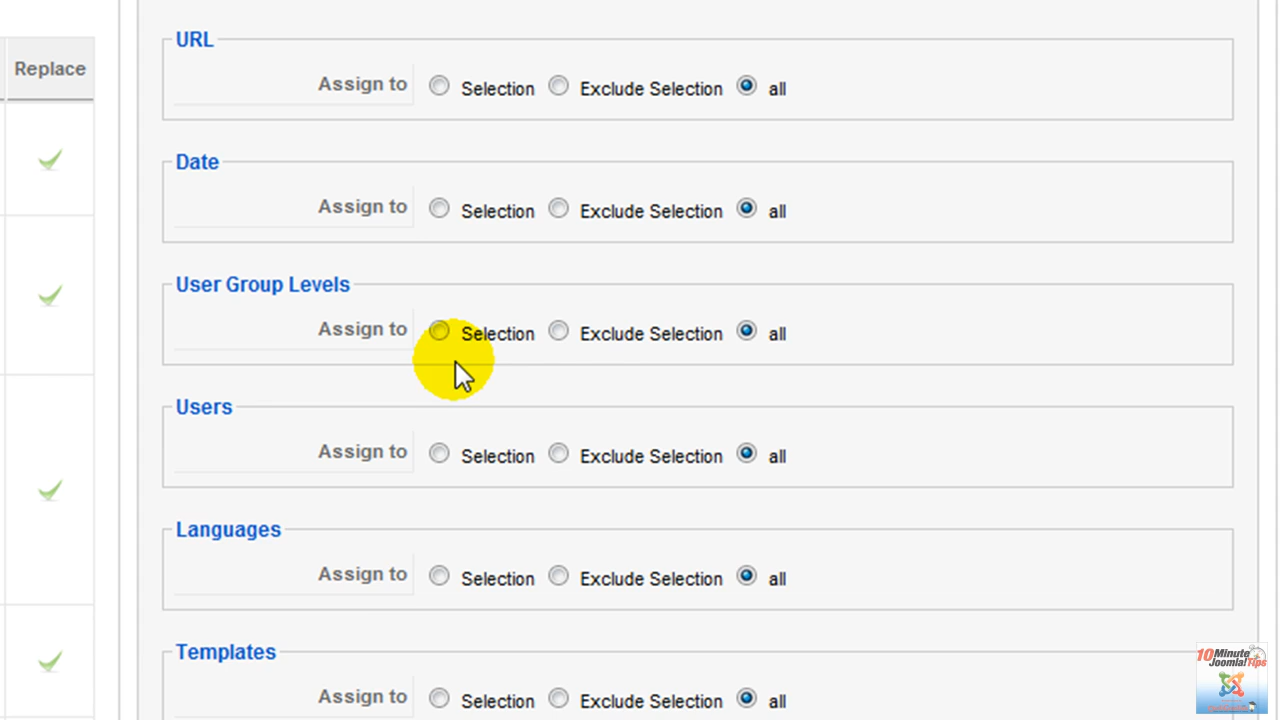 Replace
URL
Assign to Selection Exclude Selection all
Date
Assign to Selection Exclude Selection all
User Group Levels
Assign to Selection Exclude Selection all
Users
Assign to Selection Exclude Selection all
Languages
Assign to Selection Exclude Selection all
Templates
Assign to Selection Exclude Selection all
10 Minute
Joomla! Tips